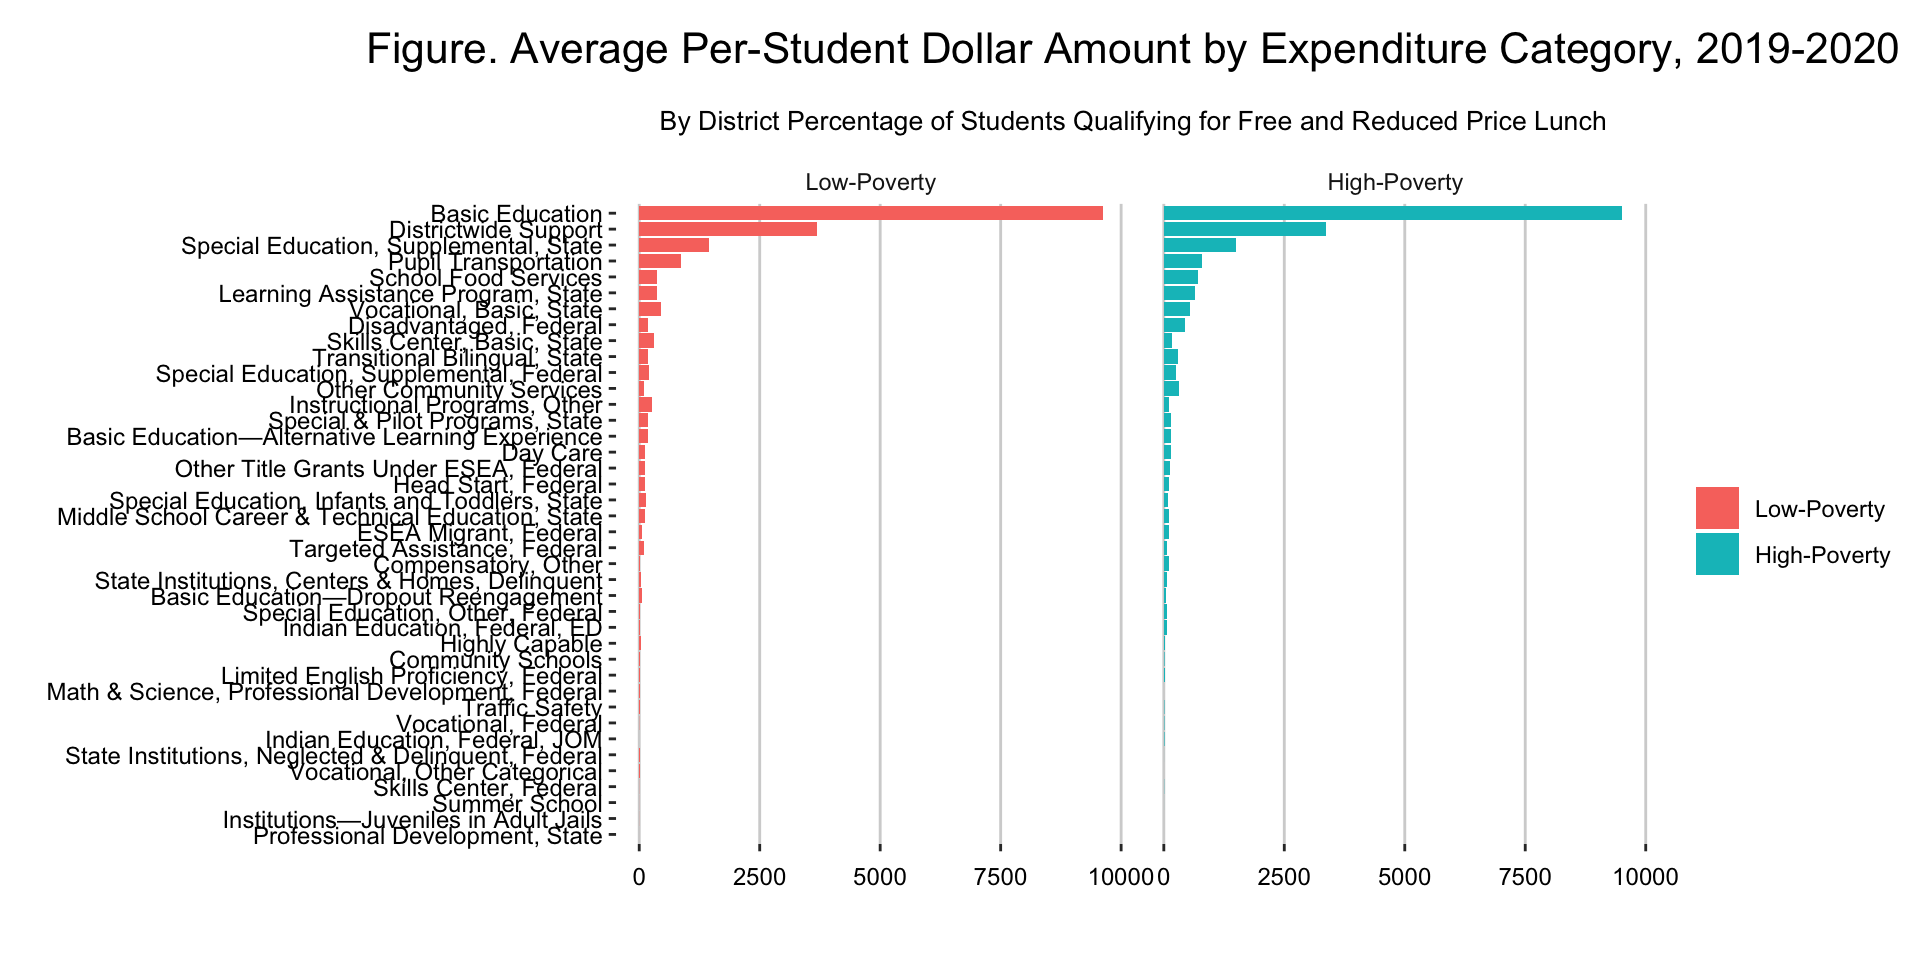 Figure. Average Per-Student Dollar Amount by Expenditure Category, 2019-2020
By District Percentage of Students Qualifying for Free and Reduced Price Lunch
Low-Poverty
High-Poverty
Basic Education
Districtwide Support
Special Education, Supplemental, State
Pupil Transportation
School Food Services
Learning Assistance Program, State
Vocational, Basic, State
Disadvantaged, Federal
Skills Center, Basic, State
Transitional Bilingual, State
Special Education, Supplemental, Federal
Other Community Services
Instructional Programs, Other
Special & Pilot Programs, State
Basic Education—Alternative Learning Experience
Day Care
Other Title Grants Under ESEA, Federal
Head Start, Federal
Special Education, Infants and Toddlers, State
Middle School Career & Technical Education, State
ESEA Migrant, Federal
Targeted Assistance, Federal
Compensatory, Other
State Institutions, Centers & Homes, Delinquent
Basic Education—Dropout Reengagement
Special Education, Other, Federal
Indian Education, Federal, ED
Highly Capable
Community Schools
Limited English Proficiency, Federal
Math & Science, Professional Development, Federal
Traffic Safety
Vocational, Federal
Indian Education, Federal, JOM
State Institutions, Neglected & Delinquent, Federal
Vocational, Other Categorical
Skills Center, Federal
Summer School
Institutions—Juveniles in Adult Jails
Professional Development, State
0 2500 5000 7500 10000
0 2500 5000 7500 10000
Low-Poverty
High-Poverty